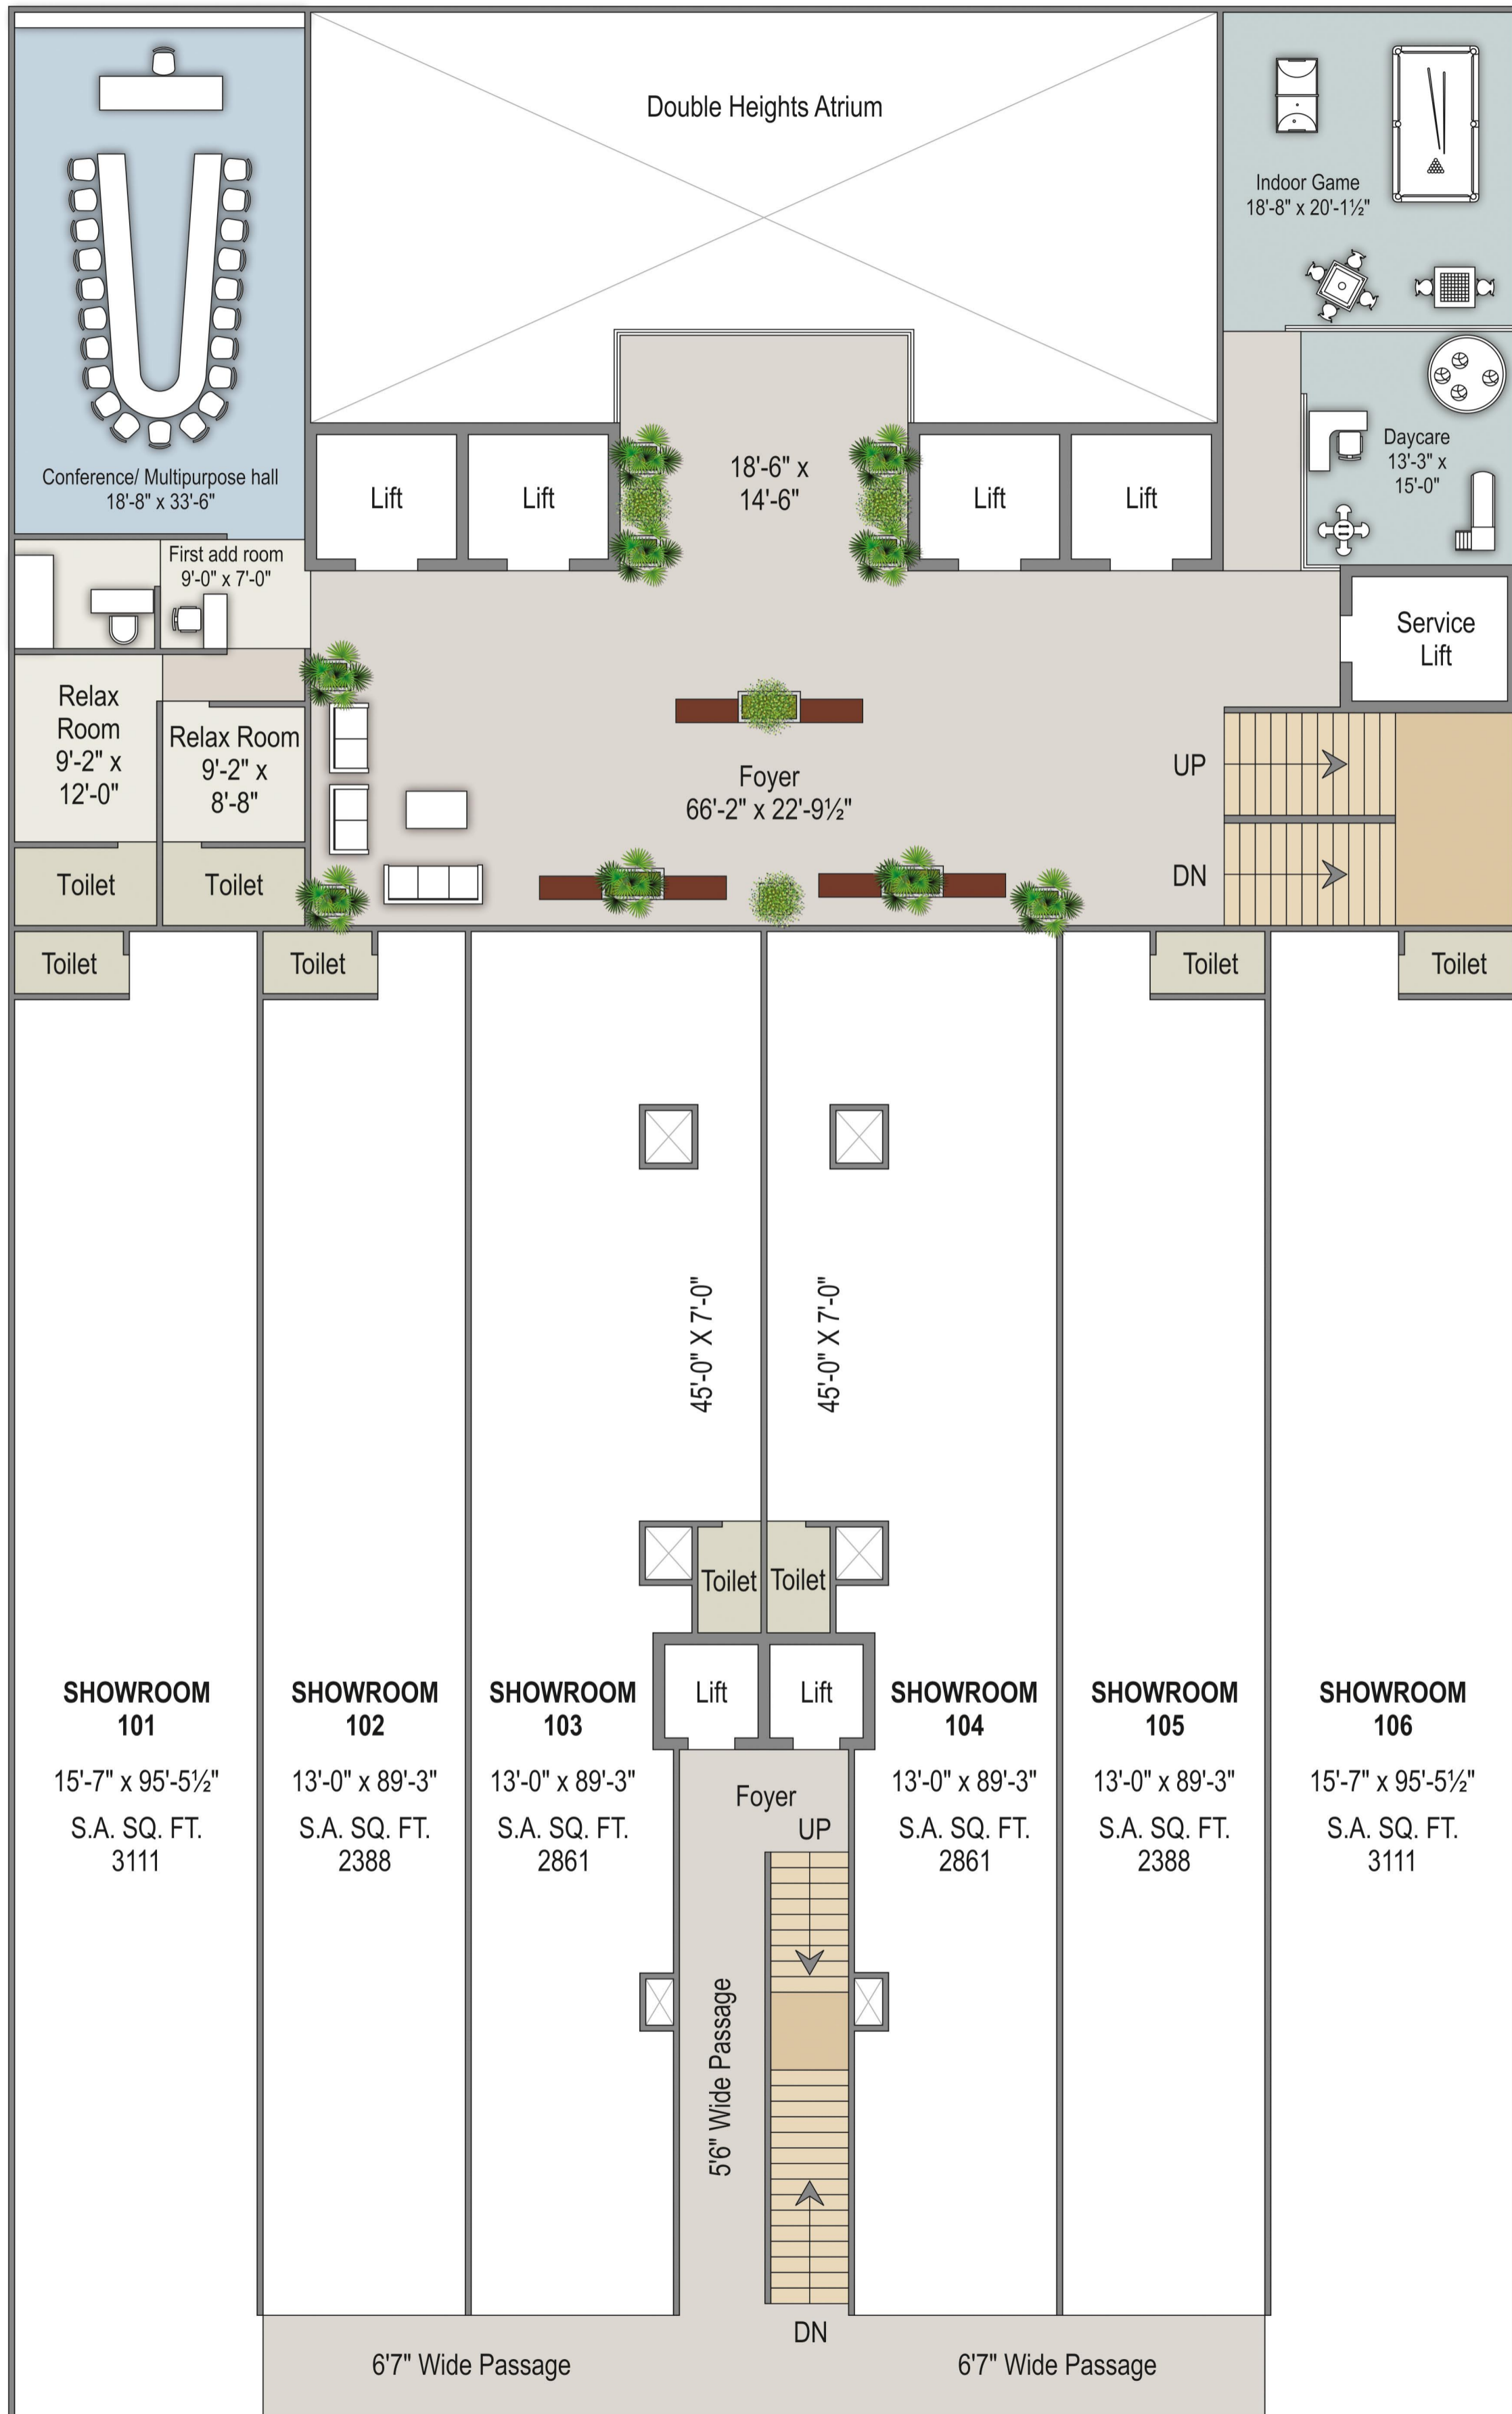 Double Heights Atrium
Indoor Game
18'-8" x 20'-1½"
Conference/ Multipurpose hall
18'-8" x 33'-6"
Lift
Lift
18'-6" x
14'-6"
Lift
Lift
Daycare
13'-3" x
15'-0"
First add room
9'-0" x 7'-0"
Service
Lift
Relax
Room
9'-2" x
12'-0"
Relax Room
9'-2" x
8'-8"
Foyer
66'-2" x 22'-9½"
UP
DN
Toilet
Toilet
Toilet
Toilet
Toilet
Toilet
45'-0" X 7'-0"
45'-0" X 7'-0"
Toilet
Toilet
Lift
Lift
SHOWROOM
101
15'-7" x 95'-5½"
S.A. SQ. FT.
3111
SHOWROOM
102
13'-0" x 89'-3"
S.A. SQ. FT.
2388
SHOWROOM
103
13'-0" x 89'-3"
S.A. SQ. FT.
2861
SHOWROOM
104
13'-0" x 89'-3"
S.A. SQ. FT.
2861
SHOWROOM
105
13'-0" x 89'-3"
S.A. SQ. FT.
2388
SHOWROOM
106
15'-7" x 95'-5½"
S.A. SQ. FT.
3111
Foyer
UP
5'6" Wide Passage
DN
6'7" Wide Passage
6'7" Wide Passage